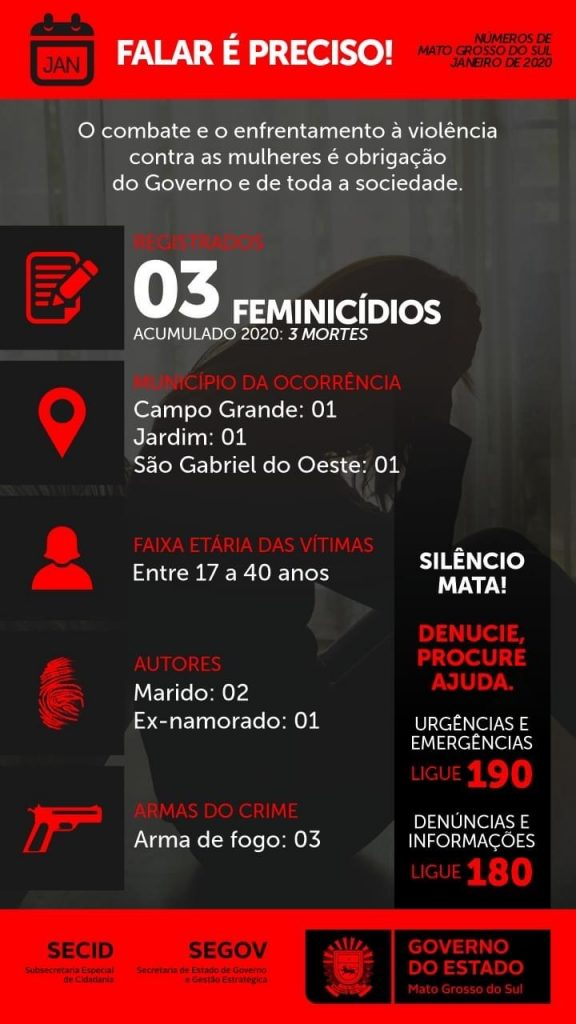 JAN
FALAR É PRECISO!
NÚMEROS DE
MATO GROSSO DO SUL
JANEIRO DE 2020
O combate e o enfrentamento à violência
contra as mulheres é obrigação
do Governo e de toda a sociedade.
REGISTRADOS
03 FEMINICÍDIOS
ACUMULADO 2020: 3 MORTES
MUNICÍPIO DA OCORRÊNCIA
Campo Grande: 01
Jardim: 01
São Gabriel do Oeste: 01
FAIXA ETÁRIA DAS VÍTIMAS
Entre 17 a 40 anos
AUTORES
Marido: 02
Ex-namorado: 01
ARMAS DO CRIME
Arma de fogo: 03
SILÊNCIO
MATA!
DENUCIE,
PROCURE
AJUDA.
URGÊNCIAS E
EMERGÊNCIAS
LIGUE 190
DENÚNCIAS E
INFORMAÇÕES
LIGUE 180
SECID
Subsecretaria Especial
de Cidadania
SEGOV
Secretaria de Estado de Governo
e Gestão Estratégica
GOVERNO
DO ESTADO
Mato Grosso do Sul